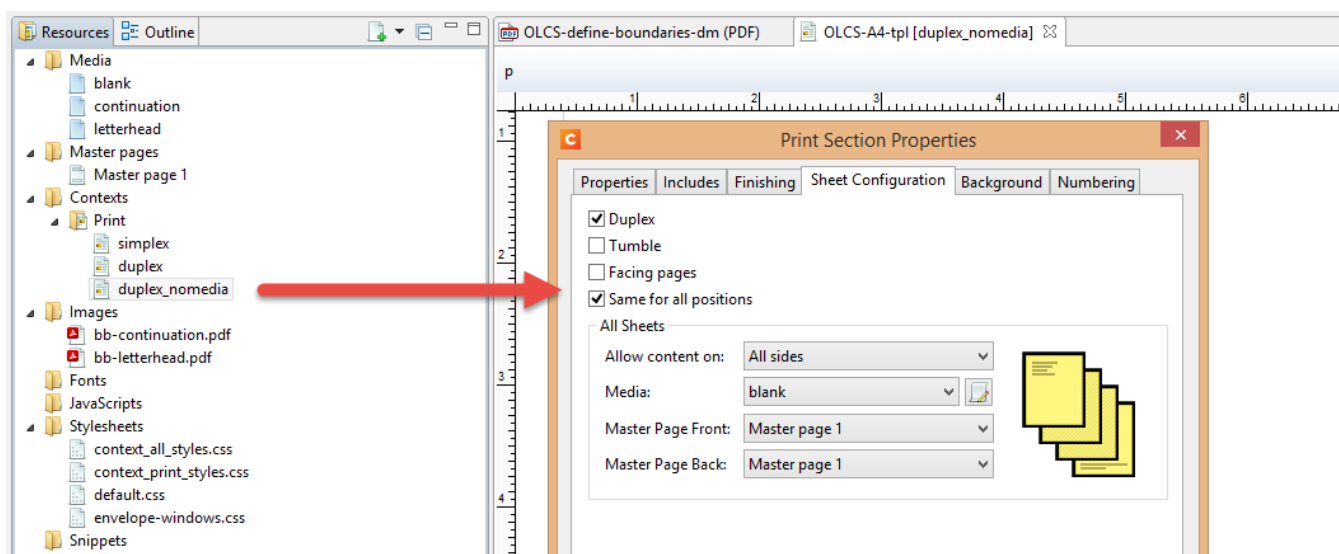 Resources Outline
OLCS-define-boundaries-dm (PDF) OLCS-A4-tpl [duplex_nomedia]
Media
blank
continuation
letterhead
Master pages
Master page 1
Contexts
Print
simplex
duplex
duplex_nomedia
Images
bb-continuation.pdf
bb-letterhead.pdf
Fonts
JavaScripts
Stylesheets
context_all_styles.css
context_print_styles.css
default.css
envelope-windows.css
Snippets
p
1 2 3 4 5 6
1
2
3
4
C Print Section Properties
Properties Includes Finishing Sheet Configuration Background Numbering
Duplex
Tumble
Facing pages
Same for all positions
All Sheets
Allow content on: All sides
Media: blank
Master Page Front: Master page 1
Master Page Back: Master page 1